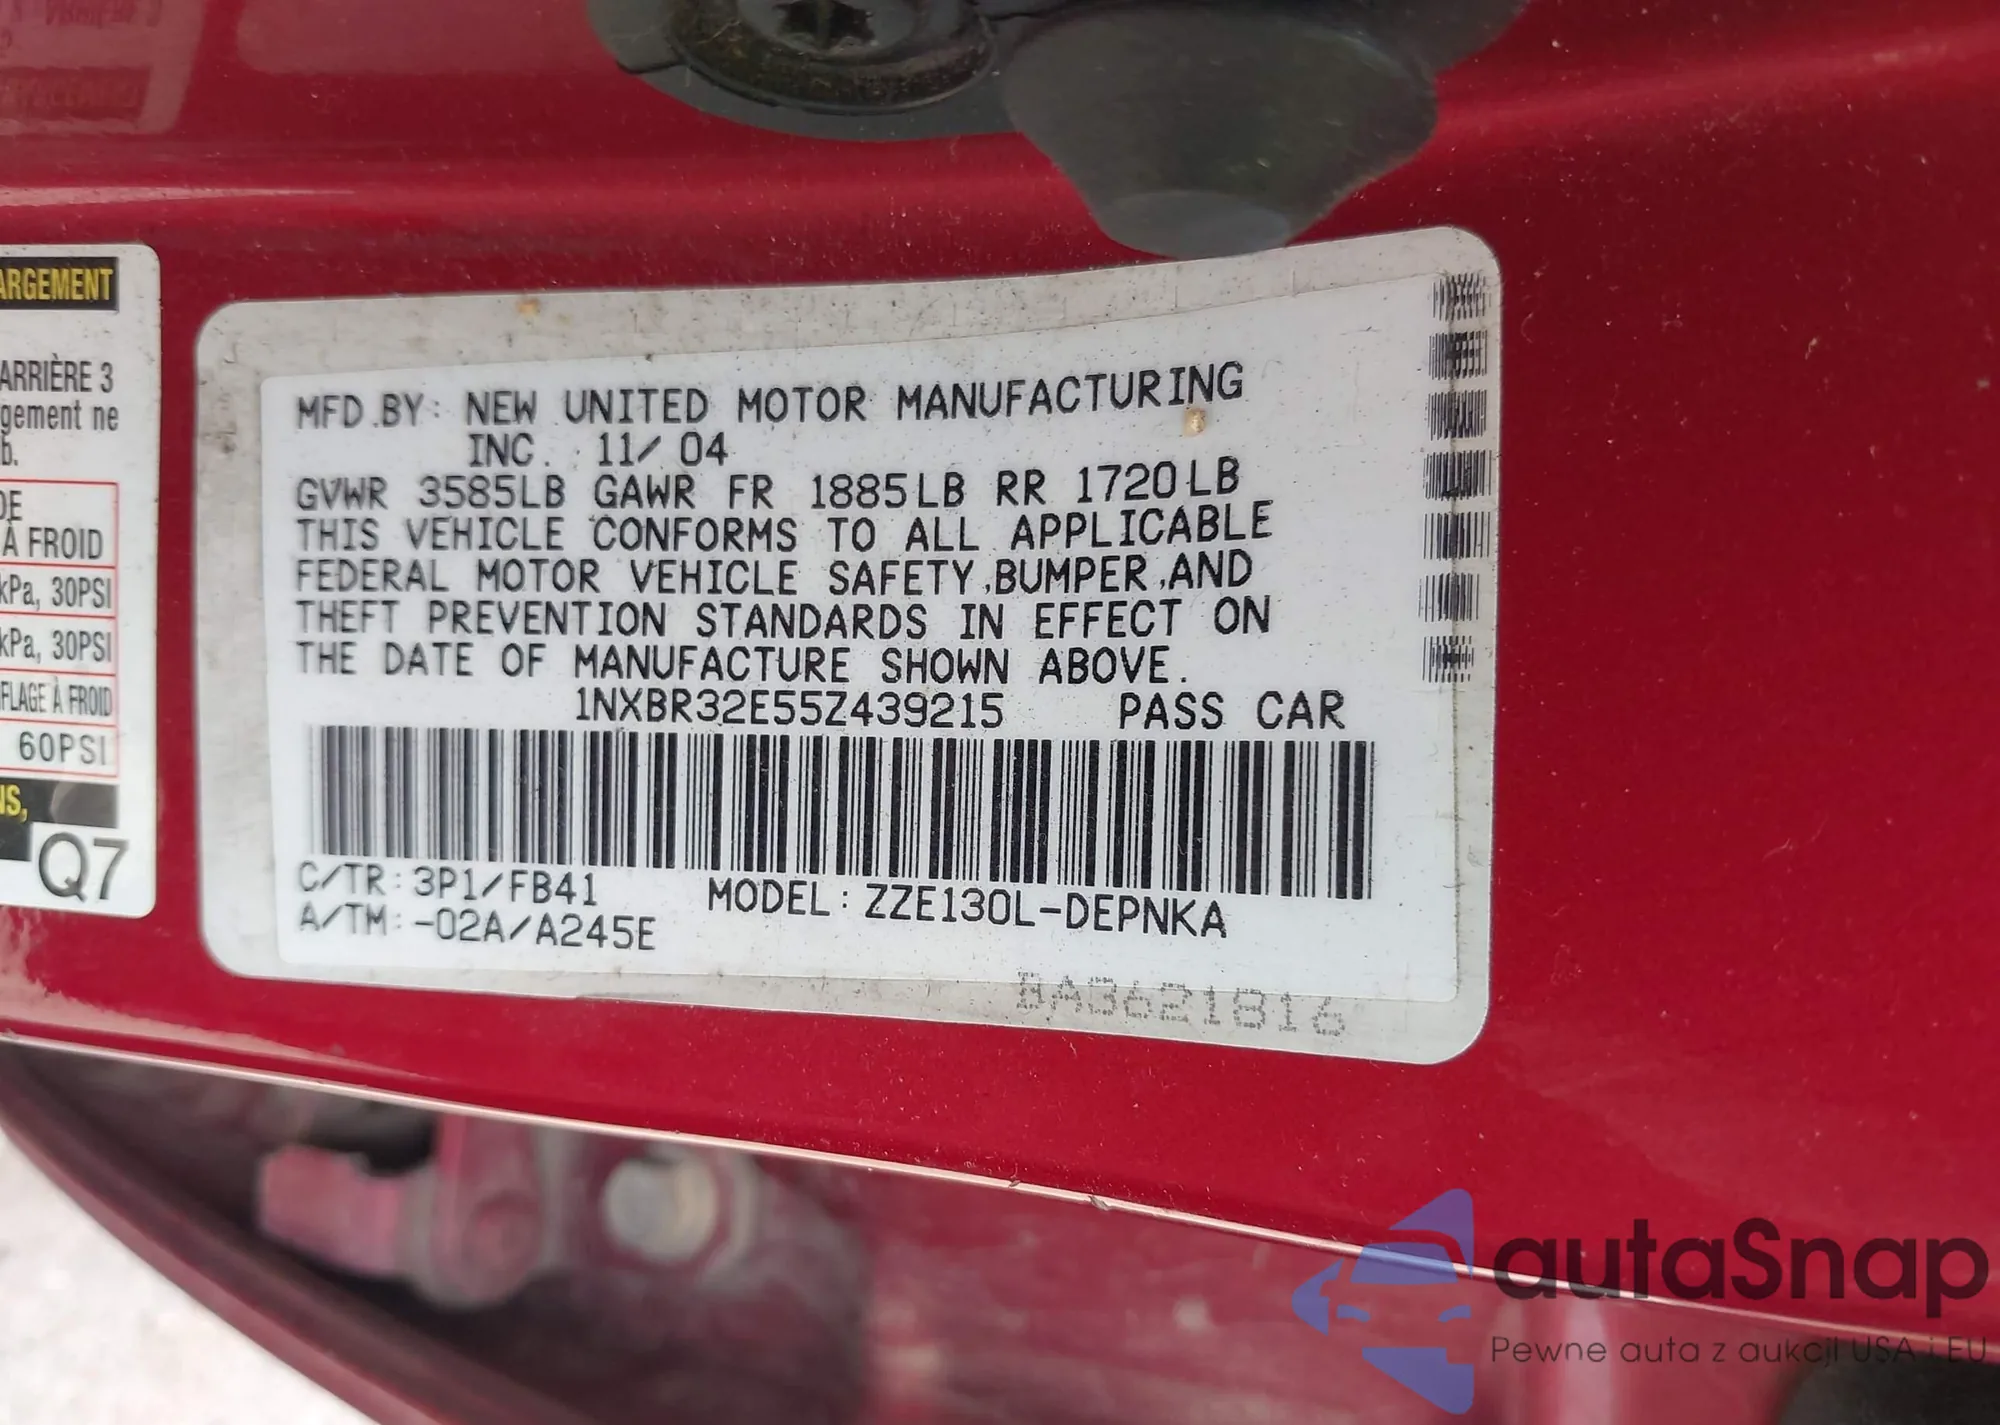 ARGEMENT
ARRIÈRE 3
gement ne
b.
DE
À FROID
kPa, 30PSI
kPa, 30PSI
FLAGE À FROID
60PSI
NS,
Q7
MFD.BY: NEW UNITED MOTOR MANUFACTURING
INC. 11/ 04
GVWR 3585LB GAWR FR 1885LB RR 1720LB
THIS VEHICLE CONFORMS TO ALL APPLICABLE
FEDERAL MOTOR VEHICLE SAFETY,BUMPER,AND
THEFT PREVENTION STANDARDS IN EFFECT ON
THE DATE OF MANUFACTURE SHOWN ABOVE.
1NXBR32E55Z439215 PASS CAR
C/TR:3P1/FB41 MODEL:ZZE130L-DEPNKA
A/TM:-02A/A245E
autaSnap
Pewne auta z aukcji USA i EU